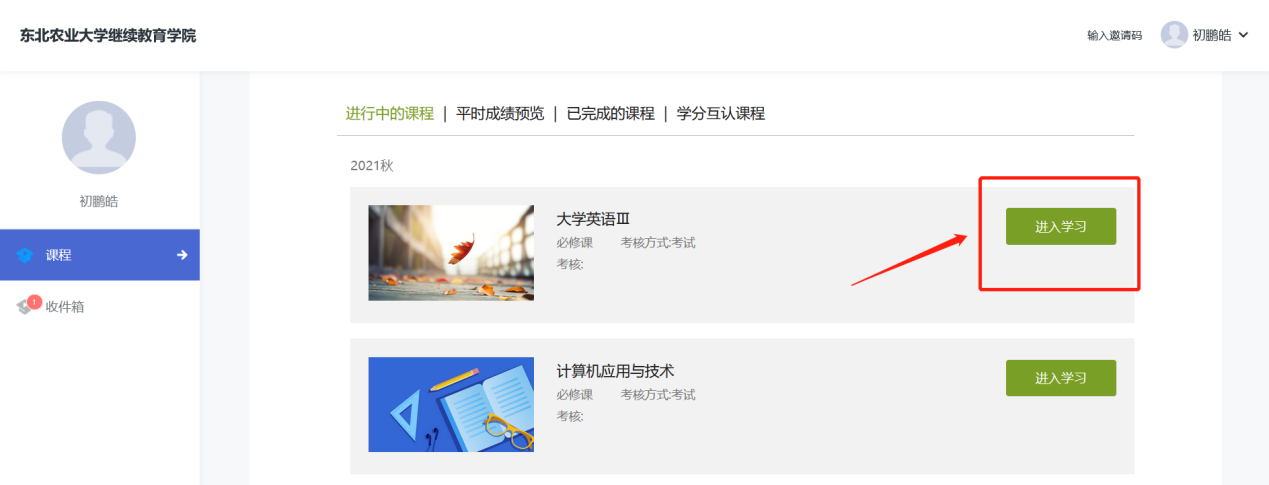 东北农业大学继续教育学院
输入邀请码 初鹏皓
初鹏皓
课程
1 收件箱
进行中的课程 | 平时成绩预览 | 已完成的课程 | 学分互认课程
2021秋
大学英语Ⅲ
必修课 考核方式:考试
考核:
进入学习
计算机应用与技术
必修课 考核方式:考试
考核:
进入学习